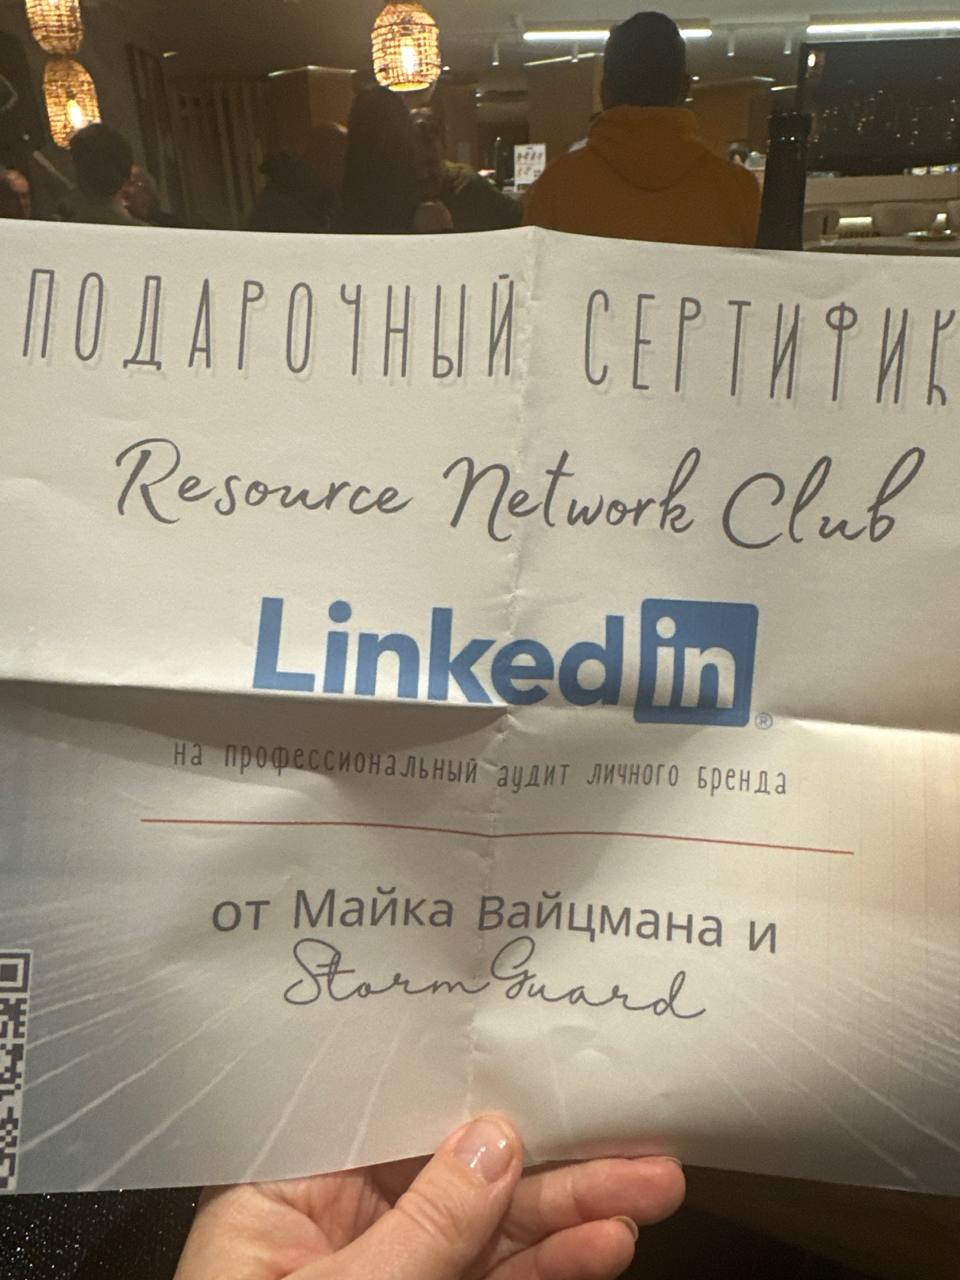 ПОДАРОЧНЫЙ СЕРТИФИК
Resource Network Club
Linkedin®
на профессиональный аудит личного бренда
от Майка Вайцмана и
StormGuard